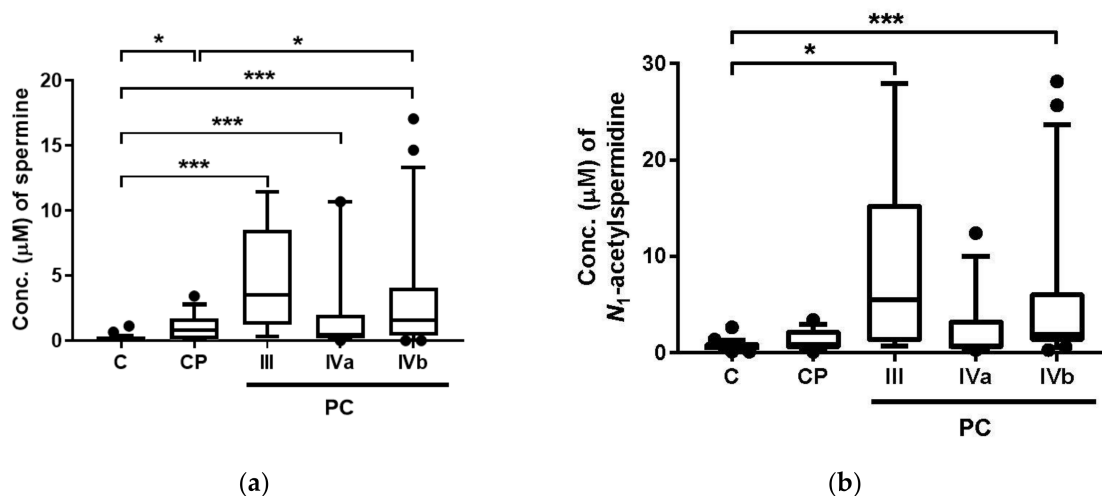 *
*
***
***
***
20
15
10
5
0
Conc. (μM) of spermine
C CP III IVa IVb
PC
(a)
***
*
30
20
10
0
Conc. (μM) of
N1-acetylspermidine
C CP III IVa IVb
PC
(b)